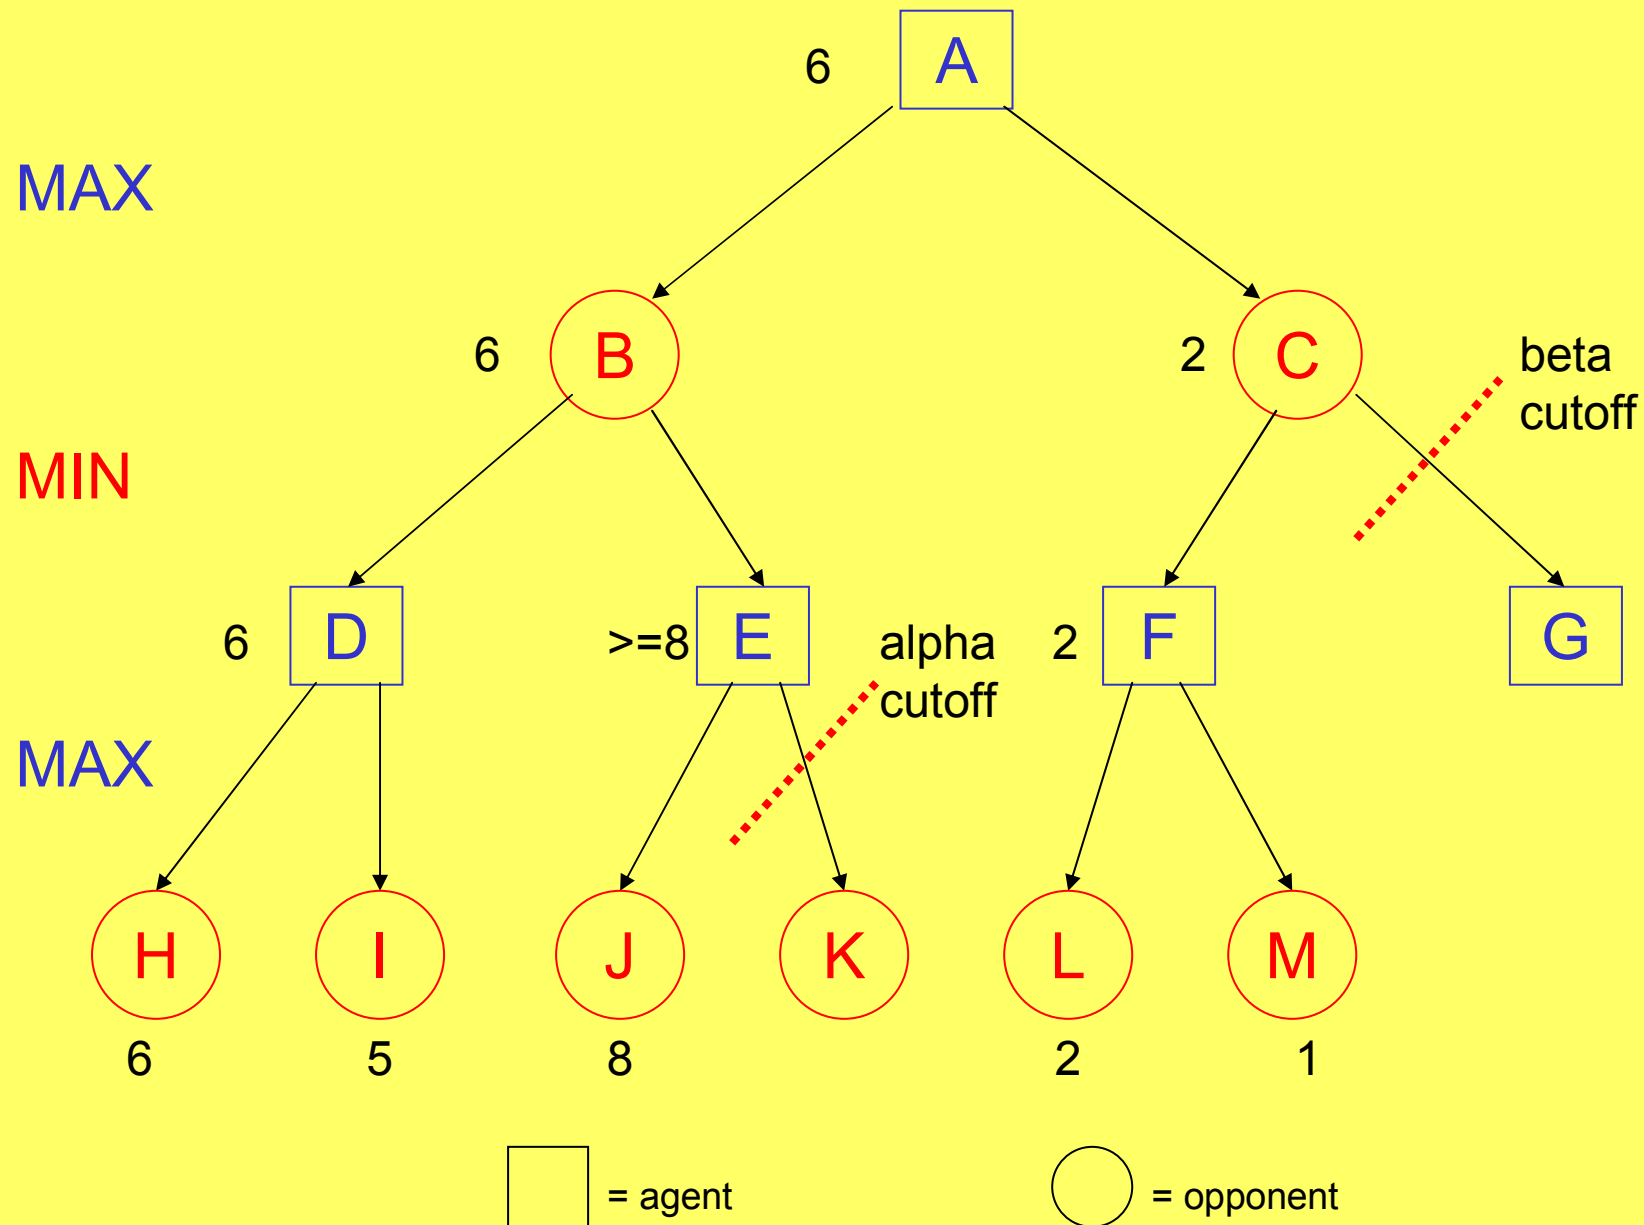 6 A
MAX
6 B 2 C beta
cutoff
MIN
6 D >=8 E alpha 2 F G
cutoff
MAX
H I J K L M
6 5 8 2 1
= agent = opponent